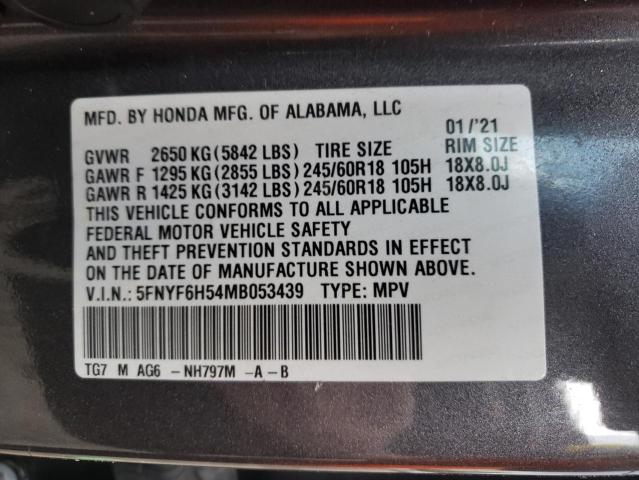 MFD. BY HONDA MFG. OF ALABAMA, LLC
01/'21
GVWR 2650 KG (5842 LBS) TIRE SIZE RIM SIZE
GAWR F 1295 KG (2855 LBS) 245/60R18 105H 18X8.0J
GAWR R 1425 KG (3142 LBS) 245/60R18 105H 18X8.0J
THIS VEHICLE CONFORMS TO ALL APPLICABLE
FEDERAL MOTOR VEHICLE SAFETY
AND THEFT PREVENTION STANDARDS IN EFFECT
ON THE DATE OF MANUFACTURE SHOWN ABOVE.
V.I.N.: 5FNYF6H54MB053439 TYPE: MPV
TG7 M AG6 -NH797M -A-B